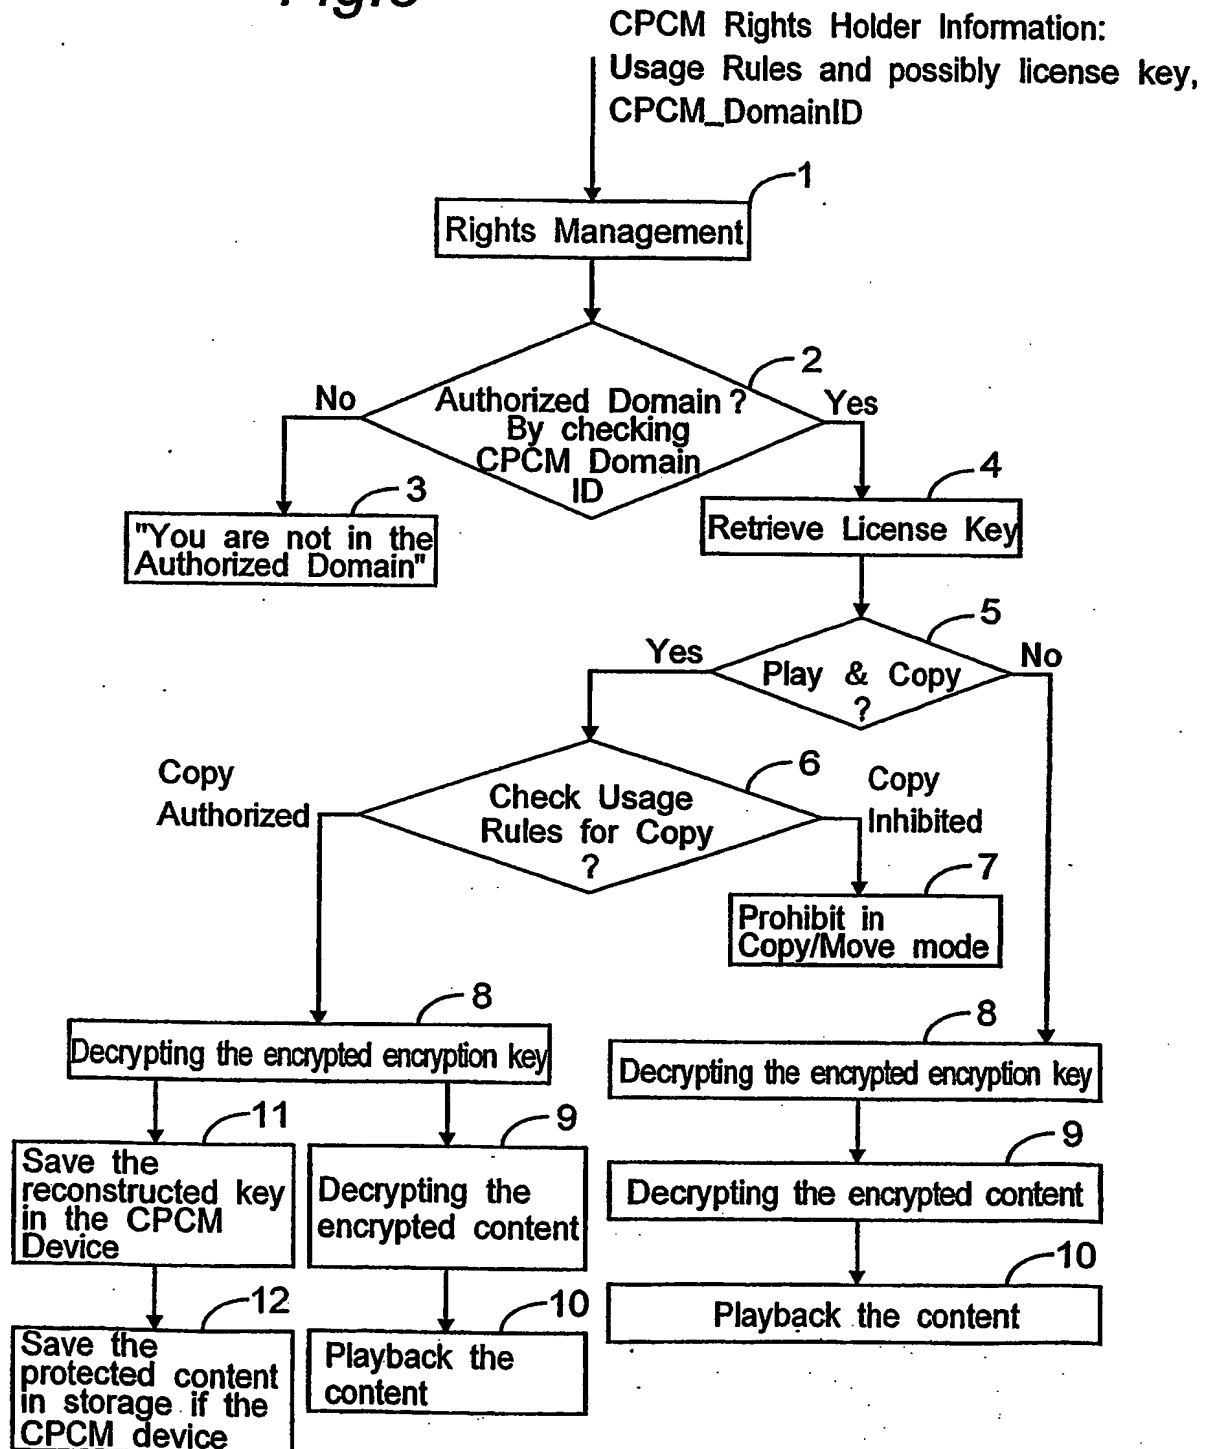 CPCM Rights Holder Information:
Usage Rules and possibly license key,
CPCM_DomainID
1
Rights Management
2
No
Authorized Domain ?
Yes
By checking
CPCM Domain
ID
3
"You are not in the
Authorized Domain"
4
Retrieve License Key
5
Yes
Play & Copy
?
No
6
Copy
Authorized
Check Usage
Rules for Copy
?
Copy
Inhibited
7
Prohibit in
Copy/Move mode
8
Decrypting the encrypted encryption key
8
Decrypting the encrypted encryption key
11
Save the
reconstructed key
in the CPCM
Device
9
Decrypting the
encrypted content
9
Decrypting the encrypted content
12
Save the
protected content
in storage if the
CPCM device
10
Playback the
content
10
Playback the content